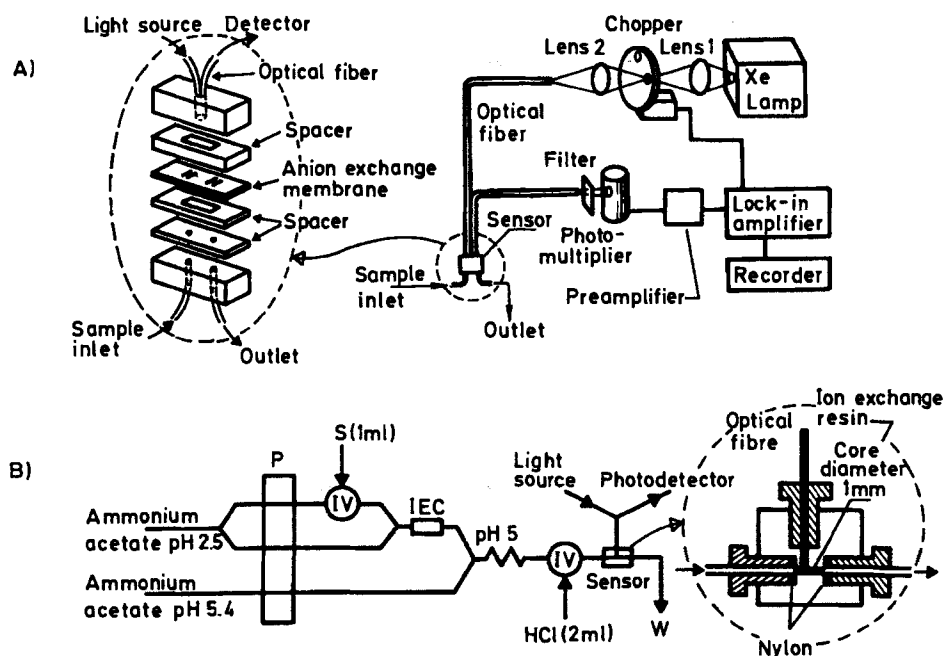 A)
Light source
Detector
Optical fiber
Spacer
Anion exchange
membrane
Spacer
Sample
inlet
Outlet
Chopper
Lens 2
Lens 1
Xe
Lamp
Optical
fiber
Filter
Sensor
Photo-
multiplier
Lock-in
amplifier
Sample
inlet
Preamplifier
Recorder
Outlet
B)
S(1ml)
P
IV
IEC
Ammonium
acetate pH 2.5
Ammonium
acetate pH 5.4
pH 5
IV
HCl(2ml)
Light
source
Photodetector
Sensor
W
Ion exchange
resin
Optical
fibre
Core
diameter
1mm
Nylon